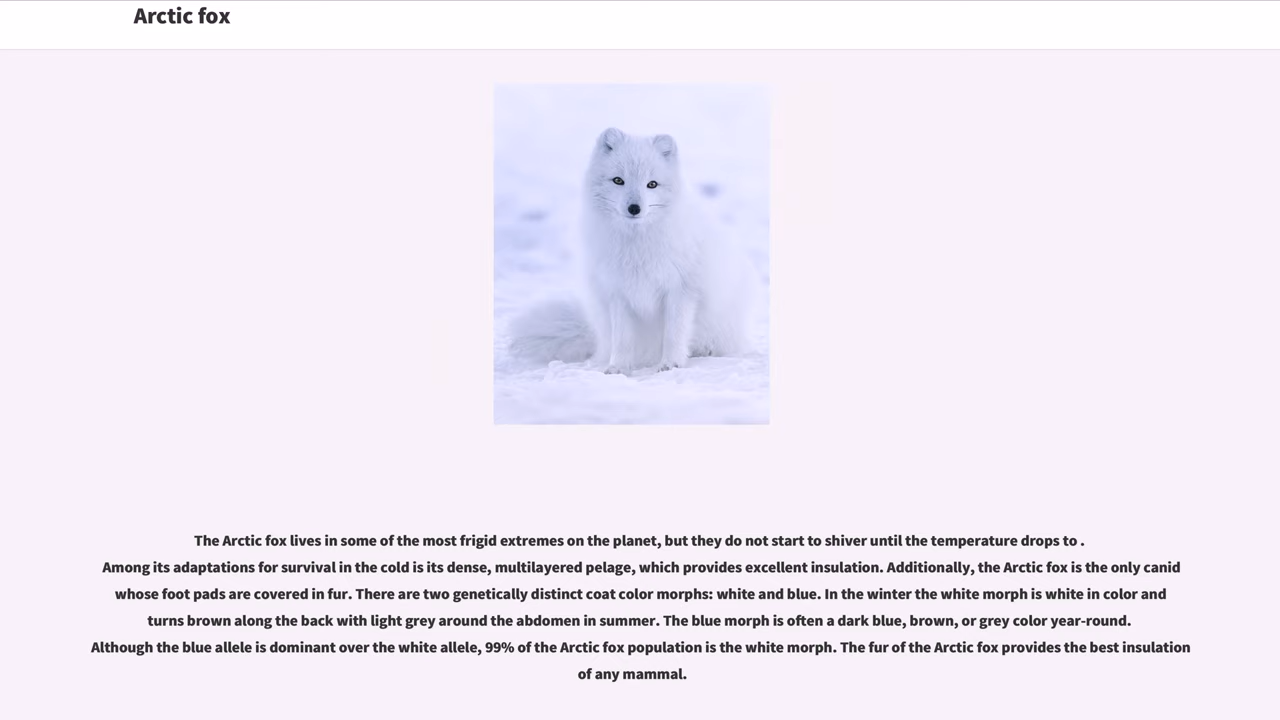 Arctic fox
The Arctic fox lives in some of the most frigid extremes on the planet, but they do not start to shiver until the temperature drops to .
Among its adaptations for survival in the cold is its dense, multilayered pelage, which provides excellent insulation. Additionally, the Arctic fox is the only canid
whose foot pads are covered in fur. There are two genetically distinct coat color morphs: white and blue. In the winter the white morph is white in color and
turns brown along the back with light grey around the abdomen in summer. The blue morph is often a dark blue, brown, or grey color year-round.
Although the blue allele is dominant over the white allele, 99% of the Arctic fox population is the white morph. The fur of the Arctic fox provides the best insulation
of any mammal.